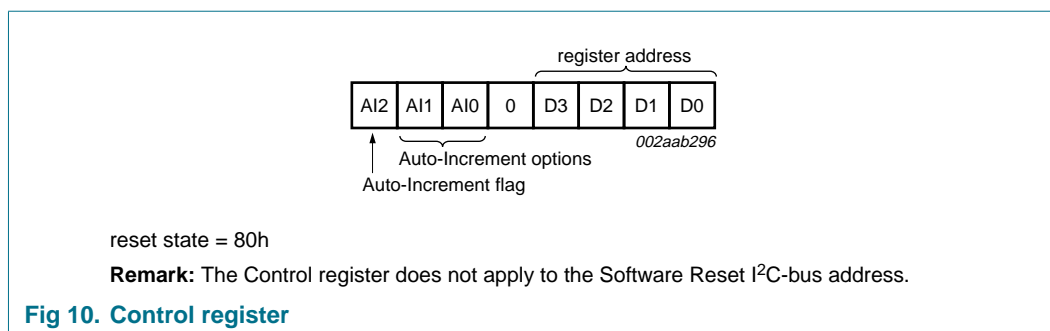 register address
AI2 AI1 AI0 0 D3 D2 D1 D0
002aab296
Auto-Increment options
Auto-Increment flag
reset state = 80h
Remark: The Control register does not apply to the Software Reset I2C-bus address.
Fig 10. Control register